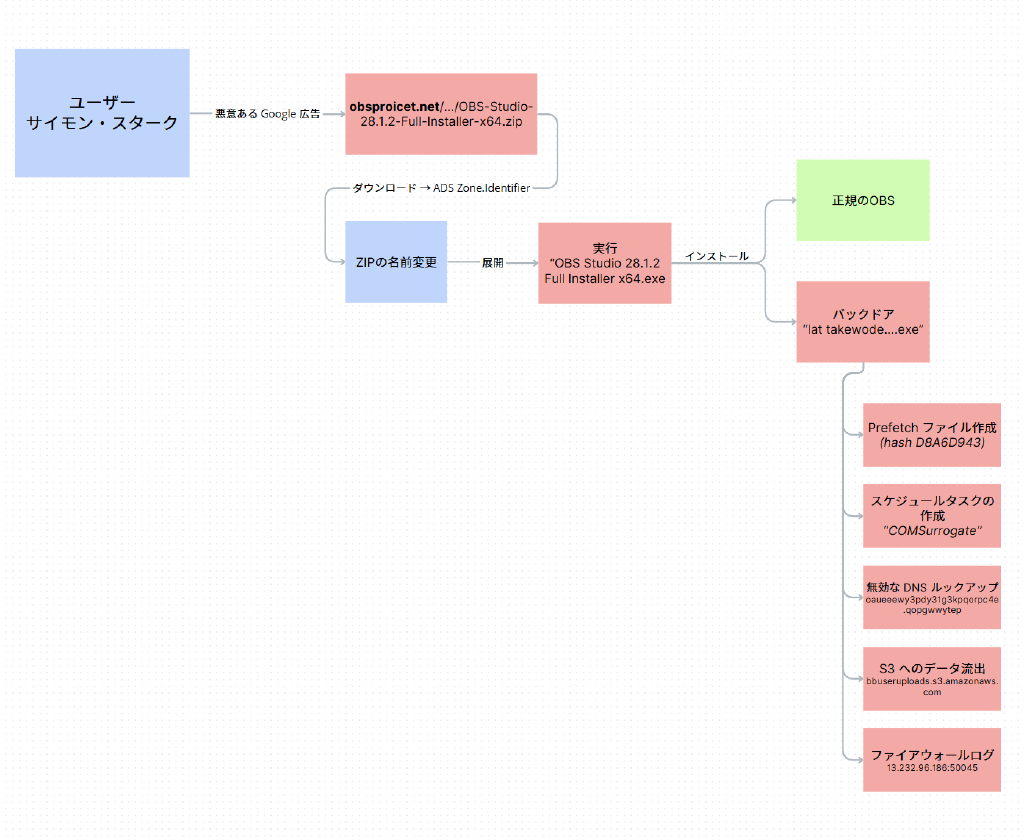 ユーザー
サイモン・スターク
悪意ある Google 広告
obsproicet.net/.../OBS-Studio-
28.1.2-Full-Installer-x64.zip
ダウンロード → ADS Zone.Identifier
ZIPの名前変更
展開
実行
"OBS Studio 28.1.2
Full Installer x64.exe
インストール
正規のOBS
バックドア
"lat takewode....exe"
Prefetch ファイル作成
(hash D8A6D943)
スケジュールタスクの
作成
"COMSurrogate"
無効な DNS ルックアップ
oaueeewy3pdy31g3kpqorpc4e
.qopgwwytep
S3 へのデータ流出
bbuseruploads.s3.amazonaws.
com
ファイアウォールログ
13.232.96.186:50045